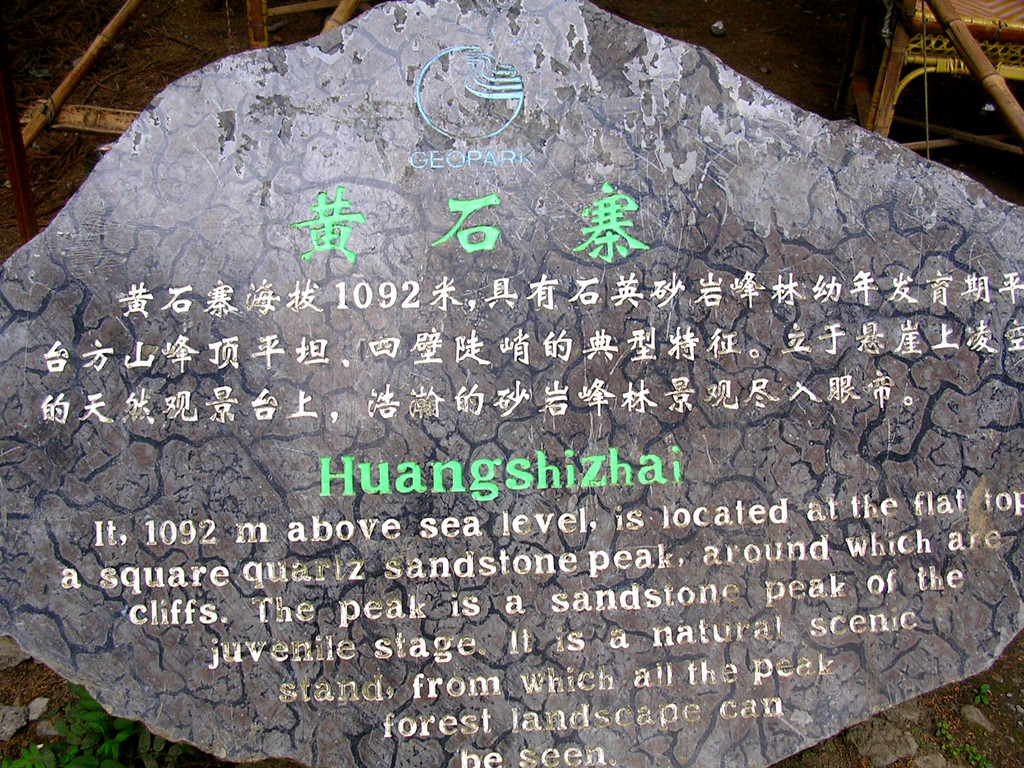 GEOPARK
黄石寨
黄石寨海拔1092米,具有石英砂岩峰林幼年发育期平
台方山峰顶平坦、四壁陡峭的典型特征。立于悬崖上凌空
的天然观景台上，浩瀚的砂岩峰林景观尽入眼帘。
Huangshizhai
It, 1092 m above sea level, is located at the flat top
a square quartz sandstone peak, around which are
cliffs. The peak is a sandstone peak of the
juvenile stage. It is a natural scenic
stand, from which all the peak
forest landscape can
be seen.